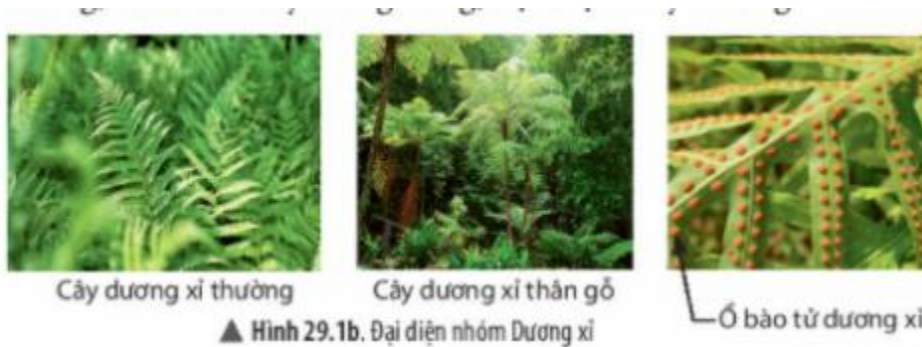 Cây dương xỉ thường
Cây dương xỉ thân gỗ
Ổ bào tử dương xỉ
▲ Hình 29.1b. Đại diện nhóm Dương xỉ